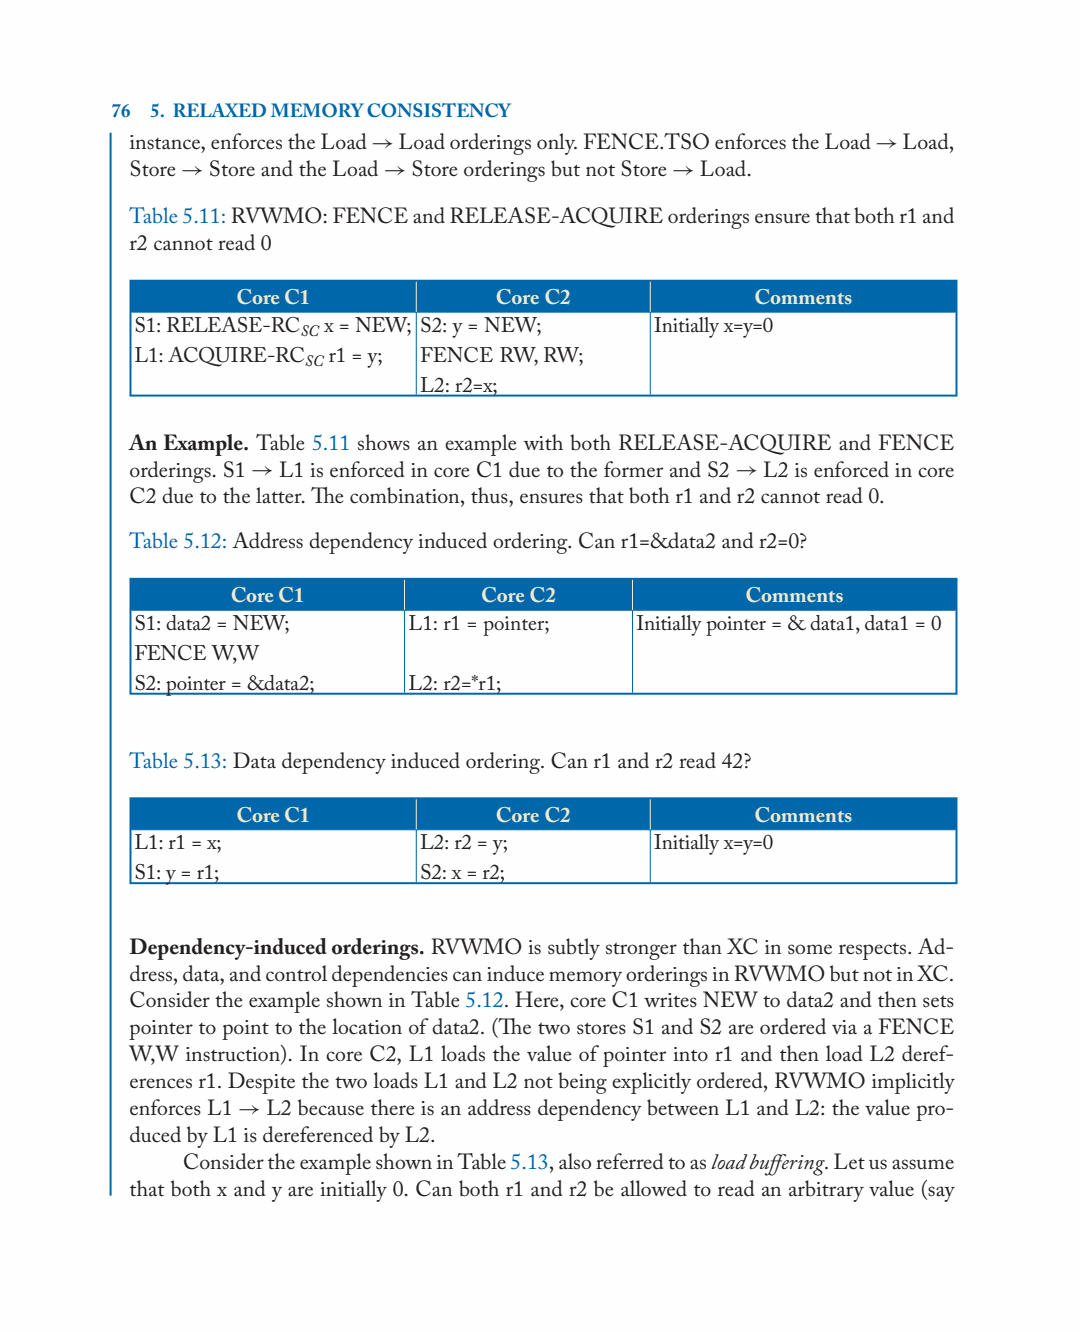 76 5. RELAXED MEMORY CONSISTENCY
instance, enforces the Load → Load orderings only. FENCE.TSO enforces the Load → Load,
Store → Store and the Load → Store orderings but not Store → Load.
Table 5.11: RVWMO: FENCE and RELEASE-ACQUIRE orderings ensure that both r1 and
r2 cannot read 0
Core C1 Core C2 Comments
S1: RELEASE-RCSC x = NEW; S2: y = NEW; Initially x=y=0
L1: ACQUIRE-RCSC r1 = y; FENCE RW, RW;
L2: r2=x;
An Example. Table 5.11 shows an example with both RELEASE-ACQUIRE and FENCE
orderings. S1 → L1 is enforced in core C1 due to the former and S2 → L2 is enforced in core
C2 due to the latter. The combination, thus, ensures that both r1 and r2 cannot read 0.
Table 5.12: Address dependency induced ordering. Can r1=&data2 and r2=0?
Core C1 Core C2 Comments
S1: data2 = NEW; L1: r1 = pointer; Initially pointer = & data1, data1 = 0
FENCE W,W
S2: pointer = &data2; L2: r2=*r1;
Table 5.13: Data dependency induced ordering. Can r1 and r2 read 42?
Core C1 Core C2 Comments
L1: r1 = x; L2: r2 = y; Initially x=y=0
S1: y = r1; S2: x = r2;
Dependency-induced orderings. RVWMO is subtly stronger than XC in some respects. Ad-
dress, data, and control dependencies can induce memory orderings in RVWMO but not in XC.
Consider the example shown in Table 5.12. Here, core C1 writes NEW to data2 and then sets
pointer to point to the location of data2. (The two stores S1 and S2 are ordered via a FENCE
W,W instruction). In core C2, L1 loads the value of pointer into r1 and then load L2 deref-
erences r1. Despite the two loads L1 and L2 not being explicitly ordered, RVWMO implicitly
enforces L1 → L2 because there is an address dependency between L1 and L2: the value pro-
duced by L1 is dereferenced by L2.
Consider the example shown in Table 5.13, also referred to as load buffering. Let us assume
that both x and y are initially 0. Can both r1 and r2 be allowed to read an arbitrary value (say